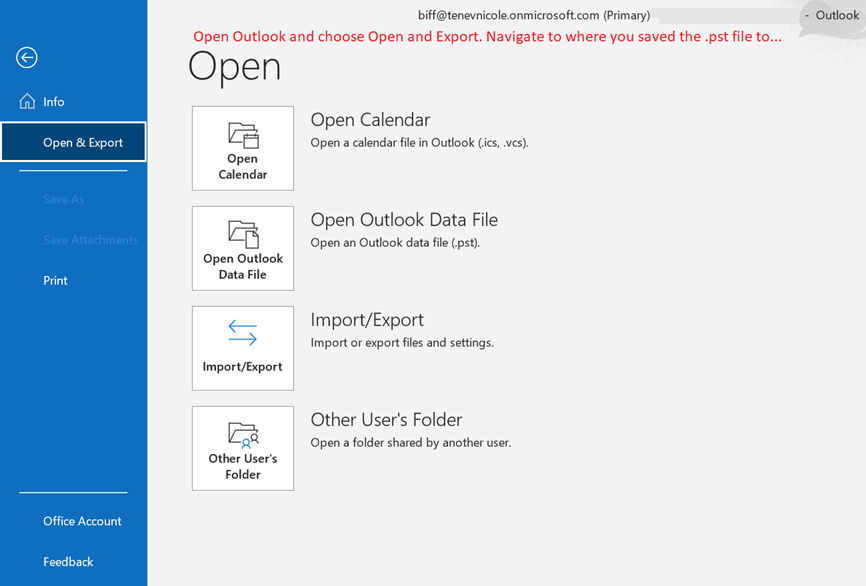 biff@tenevnicole.onmicrosoft.com (Primary) - Outlook
Open Outlook and choose Open and Export. Navigate to where you saved the .pst file to...
Open
Info
Open & Export
Save As
Save Attachments
Print
Office Account
Feedback
Open
Calendar
Open Calendar
Open a calendar file in Outlook (.ics, .vcs).
Open Outlook
Data File
Open Outlook Data File
Open an Outlook data file (.pst).
Import/Export
Import/Export
Import or export files and settings.
Other User's
Folder
Other User's Folder
Open a folder shared by another user.